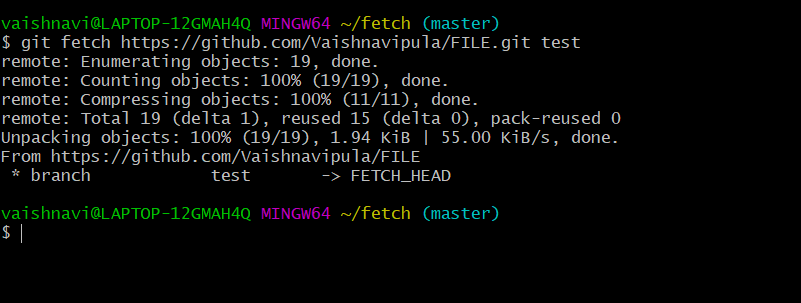 vaishnavi@LAPTOP-12GMAH4Q MINGW64 ~/fetch (master)
$ git fetch https://github.com/Vaishnavipula/FILE.git test
remote: Enumerating objects: 19, done.
remote: Counting objects: 100% (19/19), done.
remote: Compressing objects: 100% (11/11), done.
remote: Total 19 (delta 1), reused 15 (delta 0), pack-reused 0
Unpacking objects: 100% (19/19), 1.94 KiB | 55.00 KiB/s, done.
From https://github.com/Vaishnavipula/FILE
 * branch            test       -> FETCH_HEAD
vaishnavi@LAPTOP-12GMAH4Q MINGW64 ~/fetch (master)
$